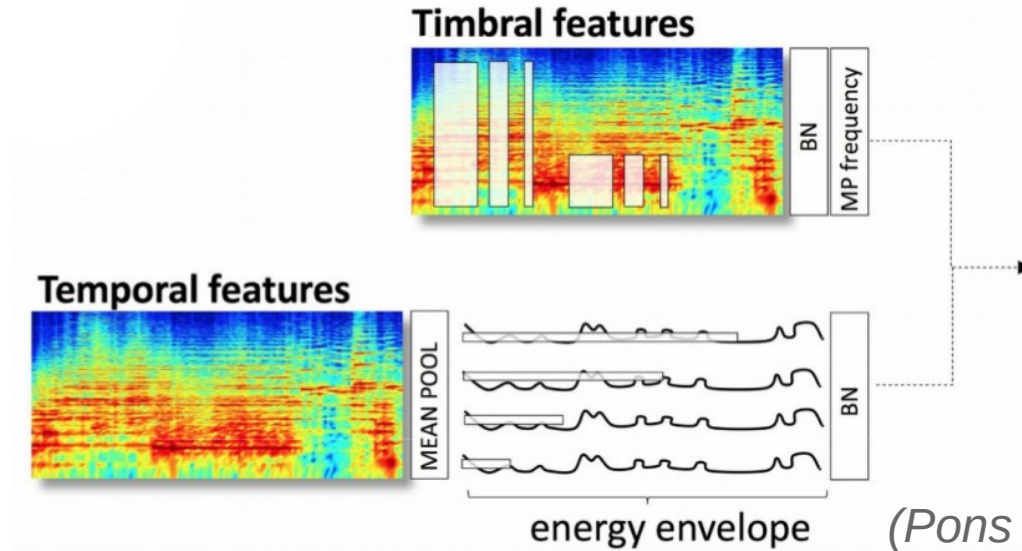 Timbral features
BN
MP frequency
Temporal features
MEAN POOL
BN
energy envelope
(Pons